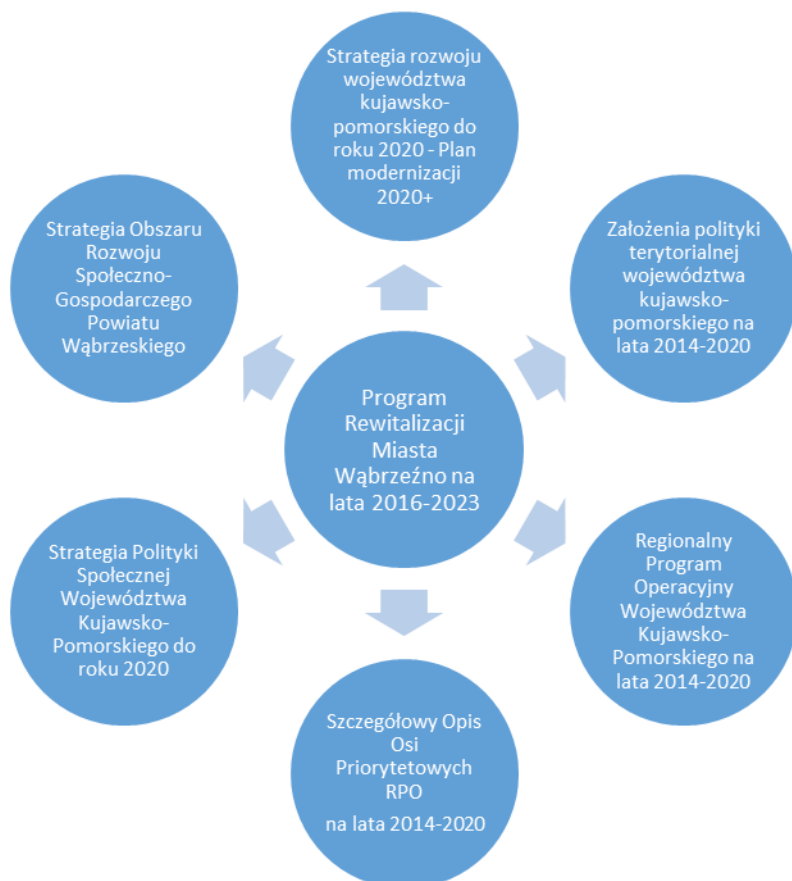 Strategia rozwoju
województwa
kujawsko-
pomorskiego do
roku 2020 - Plan
modernizacji
2020+
Strategia Obszaru
Rozwoju
Społeczno-
Gospodarczego
Powiatu
Wąbrzeskiego
Założenia polityki
terytorialnej
województwa
kujawsko-
pomorskiego na
lata 2014-2020
Program
Rewitalizacji
Miasta
Wąbrzeźno na
lata 2016-2023
Strategia Polityki
Społecznej
Województwa
Kujawsko-
Pomorskiego do
roku 2020
Regionalny
Program
Operacyjny
Województwa
Kujawsko-
Pomorskiego na
lata 2014-2020
Szczegółowy Opis
Osi
Priorytetowych
RPO
na lata 2014-2020